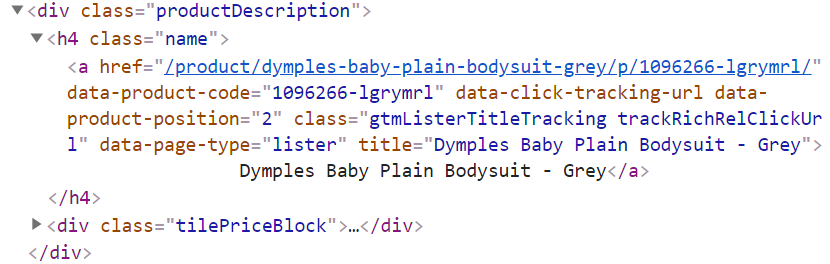 ▼<div class="productDescription">
▼<h4 class="name">
<a href="/product/dymples-baby-plain-bodysuit-grey/p/1096266-lgrymrl/"
data-product-code="1096266-lgrymrl" data-click-tracking-url data-
product-position="2" class="gtmListerTitleTracking trackRichRelClickUr
l" data-page-type="lister" title="Dymples Baby Plain Bodysuit - Grey">
Dymples Baby Plain Bodysuit - Grey</a>
</h4>
▶<div class="tilePriceBlock">…</div>
</div>